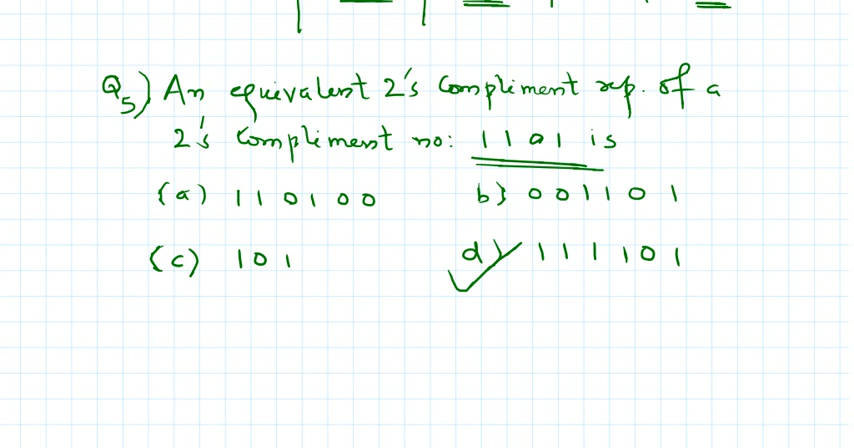 Q5) An equivalent 2's compliment rep. of a
2's compliment no: 1101 is
(a) 110100 b) 001101
(c) 101 d) 111101